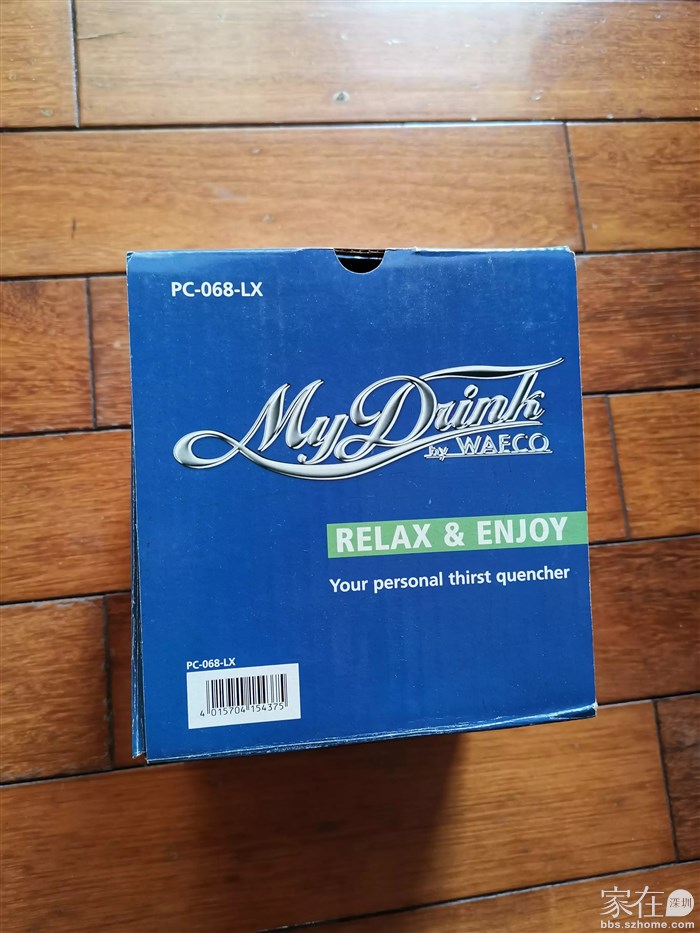 PC-068-LX
My Drink
by WAECO
RELAX & ENJOY
Your personal thirst quencher
PC-068-LX
4 015704 154375
家在深圳
bbs.szhome.com